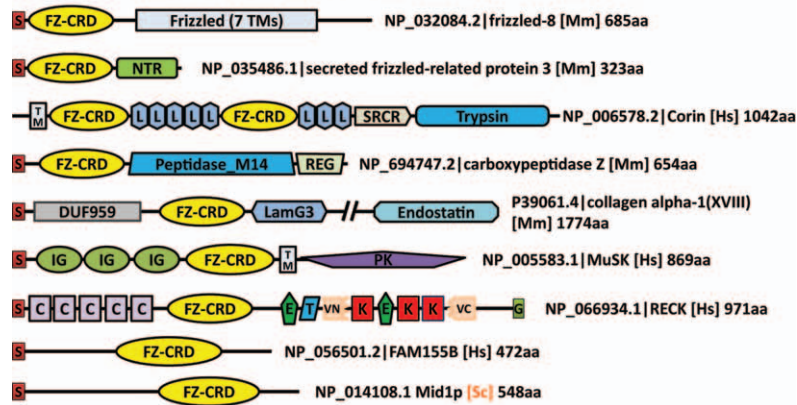 S FZ-CRD Frizzled (7 TMs) NP_032084.2|frizzled-8 [Mm] 685aa
S FZ-CRD NTR NP_035486.1|secreted frizzled-related protein 3 [Mm] 323aa
TM FZ-CRD L L L L L FZ-CRD L L L SRCR Trypsin NP_006578.2|Corin [Hs] 1042aa
S FZ-CRD Peptidase_M14 REG NP_694747.2|carboxypeptidase Z [Mm] 654aa
S DUF959 FZ-CRD LamG3 // Endostatin P39061.4|collagen alpha-1(XVIII)
[Mm] 1774aa
S IG IG IG FZ-CRD TM PK NP_005583.1|MuSK [Hs] 869aa
S C C C C C FZ-CRD E T VN K E K K VC G NP_066934.1|RECK [Hs] 971aa
S FZ-CRD NP_056501.2|FAM155B [Hs] 472aa
S FZ-CRD NP_014108.1 Mid1p [Sc] 548aa